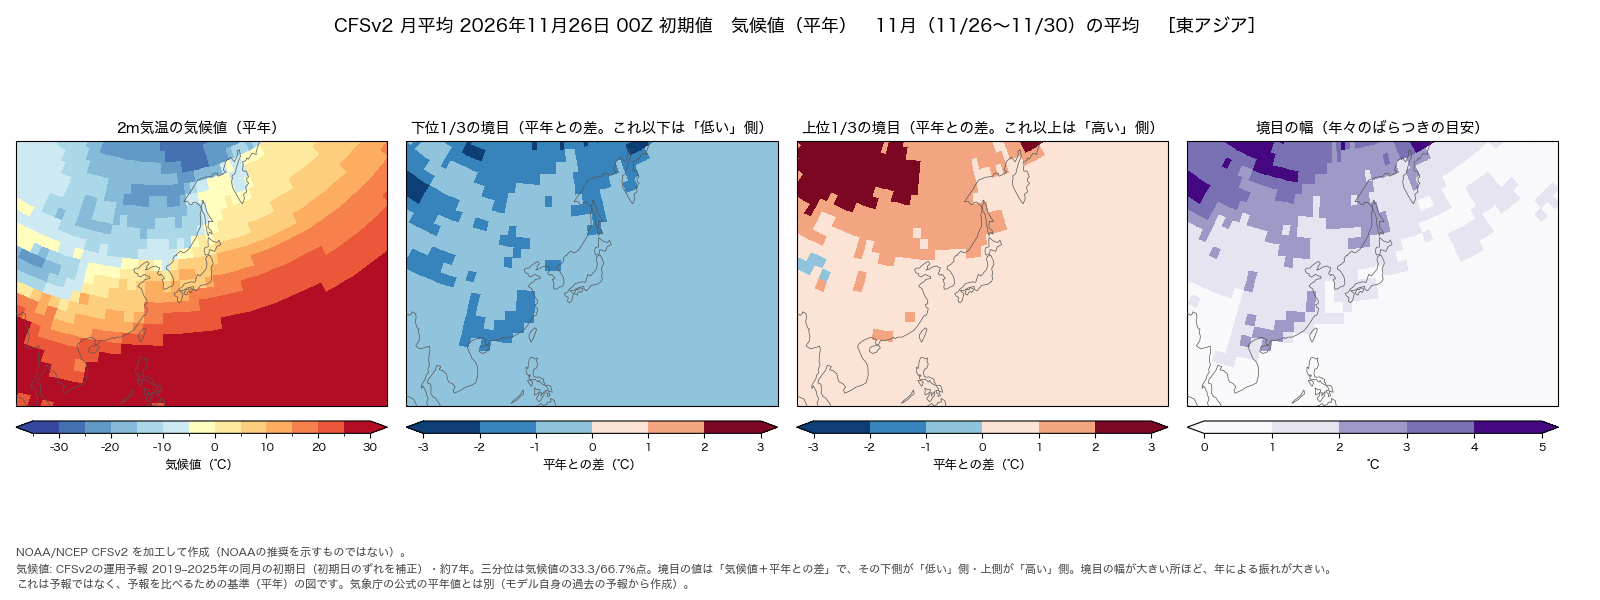 CFSv2 月平均 2026年11月26日 00Z 初期値　気候値（平年）　11月（11/26〜11/30）の平均　［東アジア］
2m気温の気候値（平年）
下位1/3の境目（平年との差。これ以下は「低い」側）
上位1/3の境目（平年との差。これ以上は「高い」側）
境目の幅（年々のばらつきの目安）
-30 -20 -10 0 10 20 30
気候値（℃）
-3 -2 -1 0 1 2 3
平年との差（℃）
-3 -2 -1 0 1 2 3
平年との差（℃）
0 1 2 3 4 5
℃
NOAA/NCEP CFSv2 を加工して作成（NOAAの推奨を示すものではない）。
気候値: CFSv2の運用予報 2019–2025年の同月の初期日（初期日のずれを補正）・約7年。三分位は気候値の33.3/66.7%点。境目の値は「気候値＋平年との差」で、その下側が「低い」側・上側が「高い」側。境目の幅が大きい所ほど、年による振れが大きい。
これは予報ではなく、予報を比べるための基準（平年）の図です。気象庁の公式の平年値とは別（モデル自身の過去の予報から作成）。